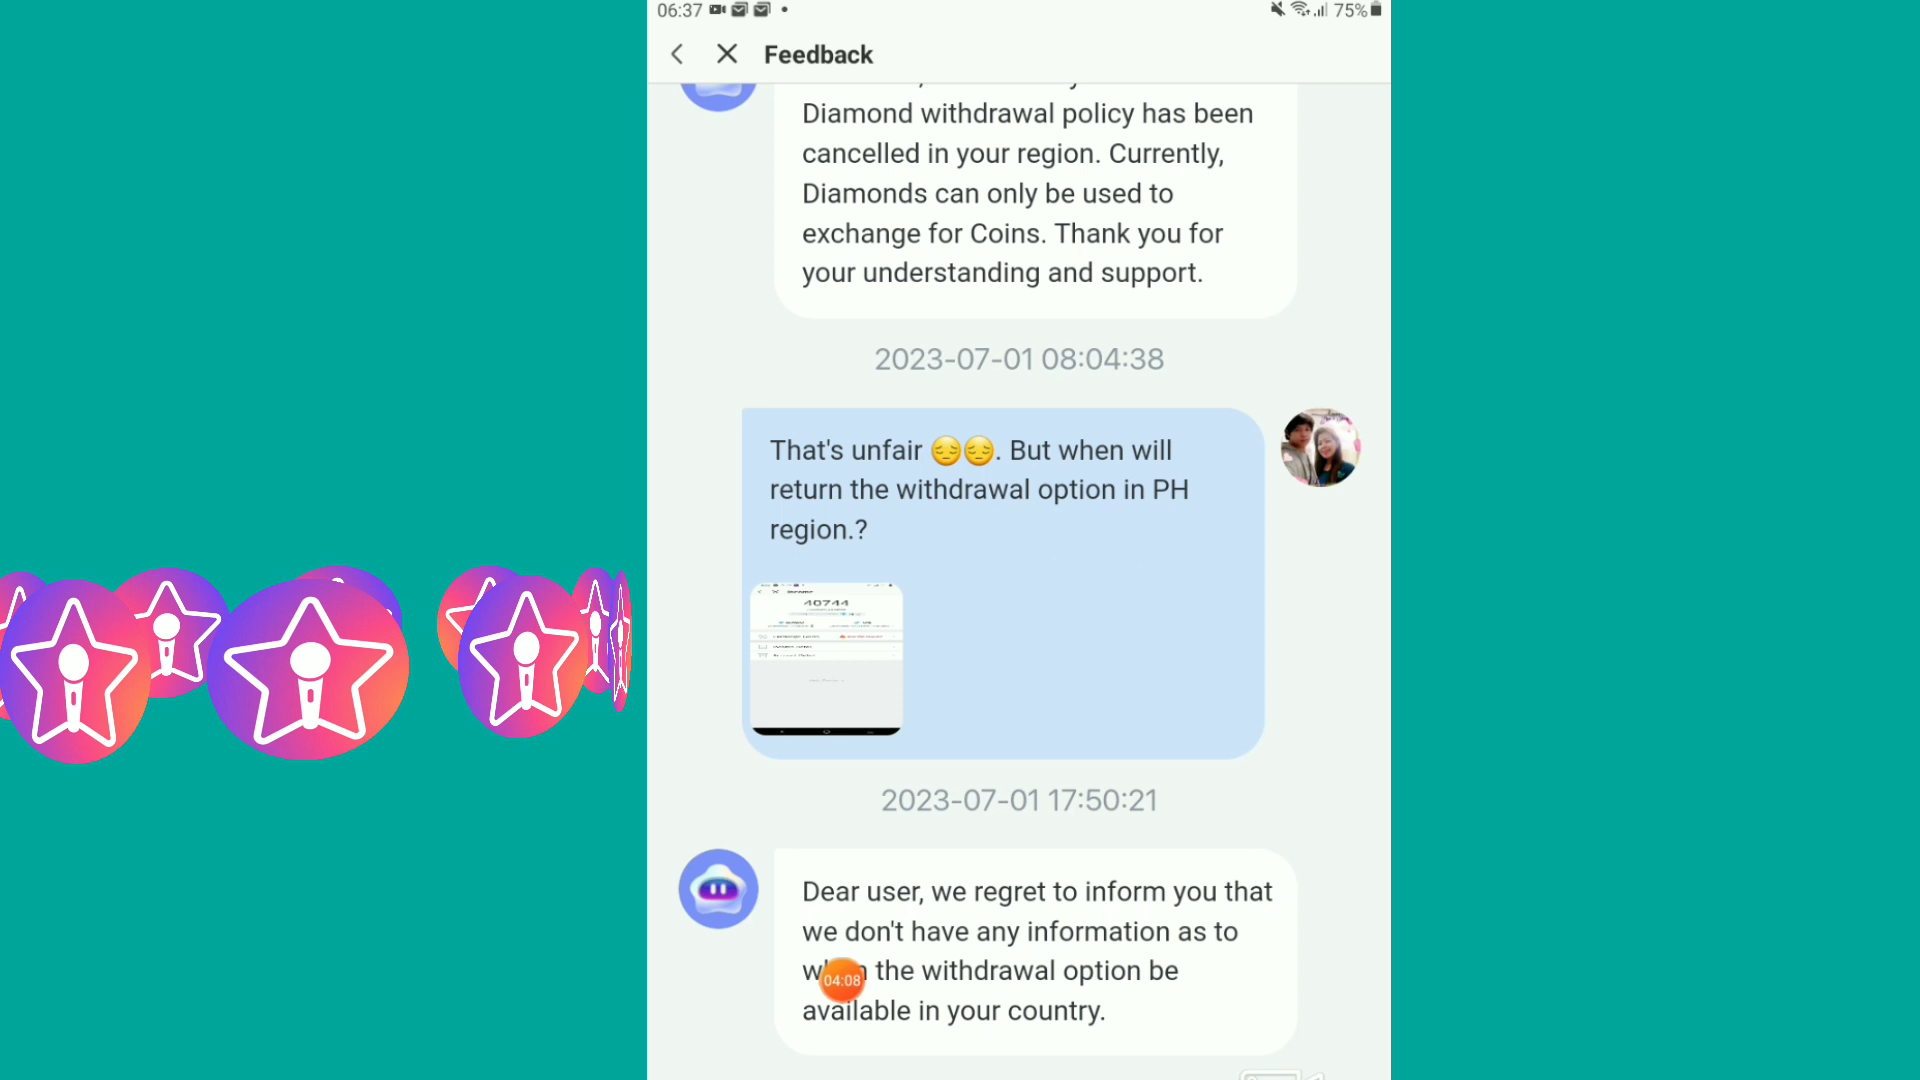 06:37
75%
Feedback
Diamond withdrawal policy has been
cancelled in your region. Currently,
Diamonds can only be used to
exchange for Coins. Thank you for
your understanding and support.
2023-07-01 08:04:38
That's unfair 😔😔. But when will
return the withdrawal option in PH
region.?
40744
2023-07-01 17:50:21
Dear user, we regret to inform you that
we don't have any information as to
the withdrawal option be
04:08
available in your country.